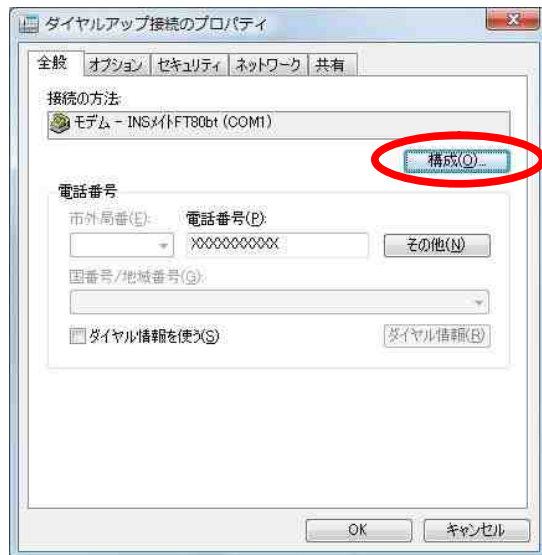 ダイヤルアップ接続のプロパティ
全般 オプション セキュリティ ネットワーク 共有
接続の方法:
モデム - INSメイトFT80bt (COM1)
構成(O)...
電話番号
市外局番(E): 電話番号(P):
XXXXXXXXXX その他(N)
国番号/地域番号(G):
ダイヤル情報を使う(S) ダイヤル情報(R)
OK キャンセル